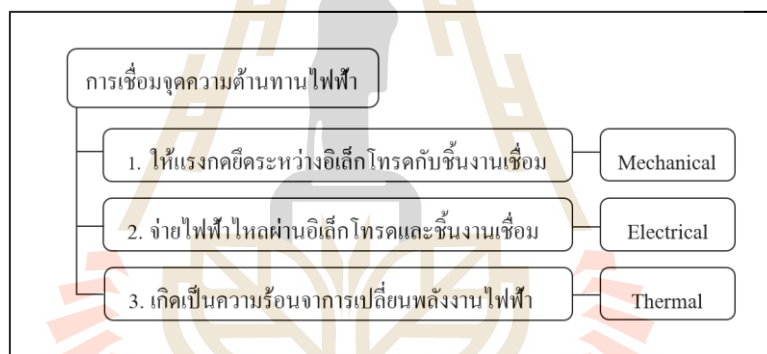 การเชื่อมจุดความต้านทานไฟฟ้า
1. ให้แรงกดยึดระหว่างอิเล็กโทรดกับชิ้นงานเชื่อม
Mechanical
2. จ่ายไฟฟ้าไหลผ่านอิเล็กโทรดและชิ้นงานเชื่อม
Electrical
3. เกิดเป็นความร้อนจาการเปลี่ยนพลังงานไฟฟ้า
Thermal